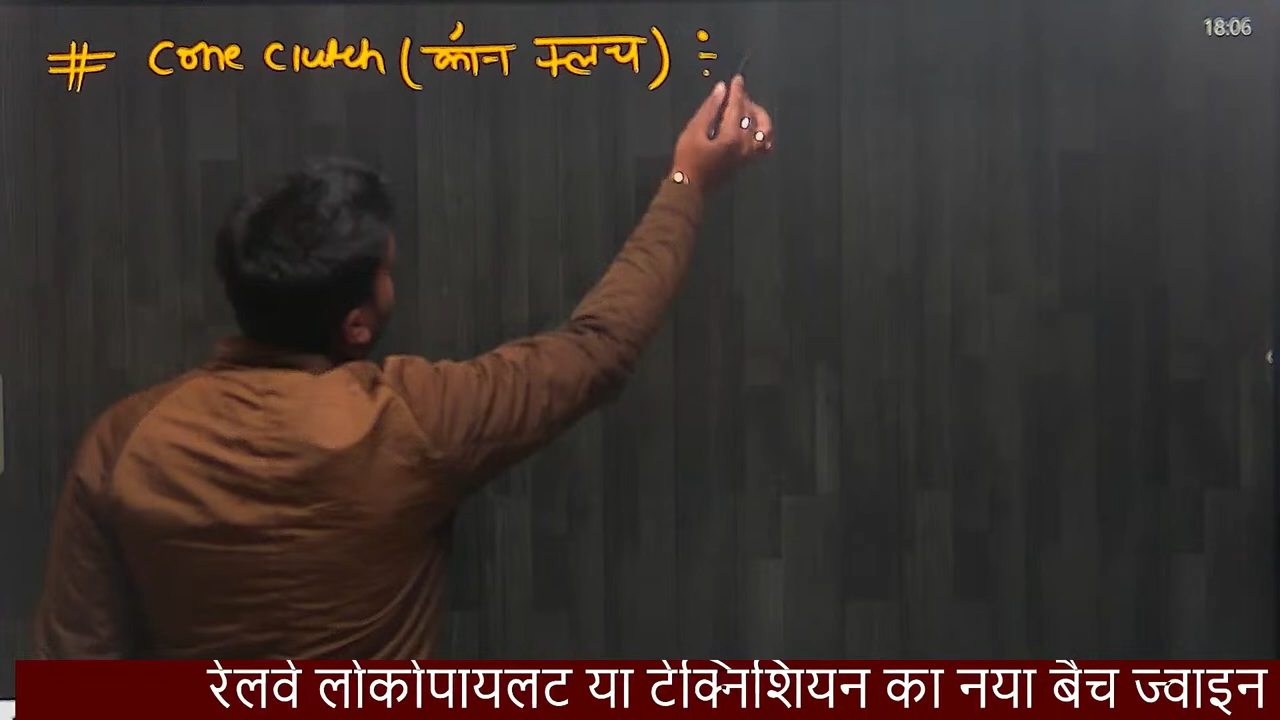 18:06
# Cone Clutch (कॉन क्लच) :-
रेलवे लोकोपायलट या टेक्निशियन का नया बैच ज्वाइन